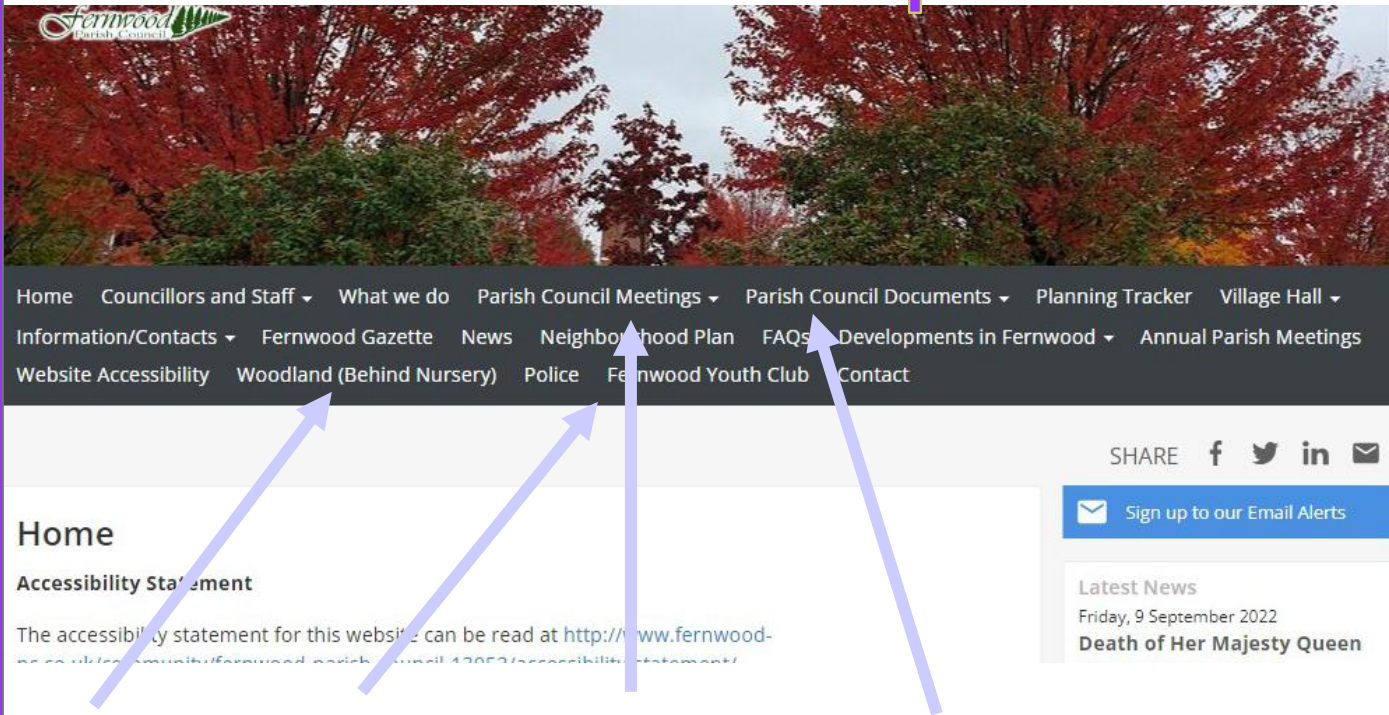 Fernwood
Parish Council
Home Councillors and Staff What we do Parish Council Meetings Parish Council Documents Planning Tracker Village Hall
Information/Contacts Fernwood Gazette News Neighbourhood Plan FAQs Developments in Fernwood Annual Parish Meetings
Website Accessibility Woodland (Behind Nursery) Police Fernwood Youth Club Contact
SHARE f in
Sign up to our Email Alerts
Home
Accessibility Statement
The accessibility statement for this website can be read at http://www.fernwood-
Latest News
Friday, 9 September 2022
Death of Her Majesty Queen